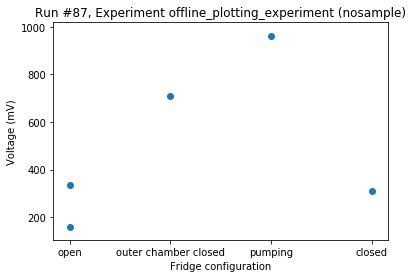 Run #87, Experiment offline_plotting_experiment (nosample)
Voltage (mV)
1000
800
600
400
200
open outer chamber closed pumping closed
Fridge configuration